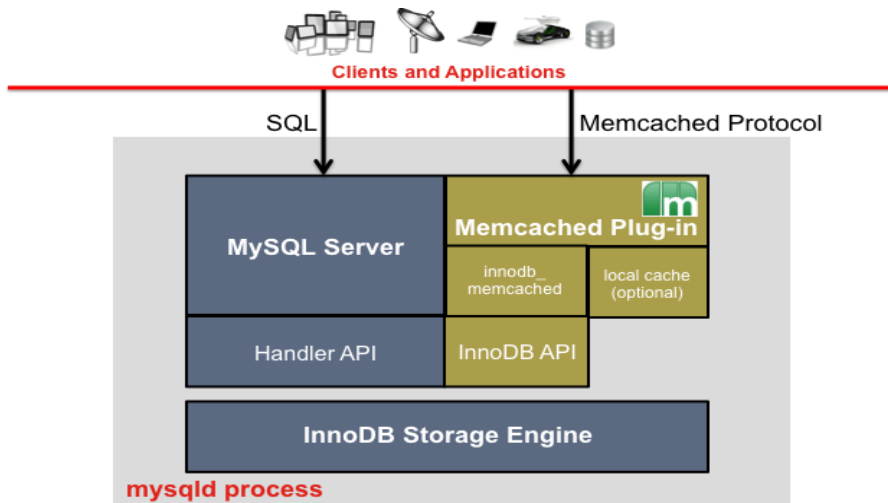 Clients and Applications
SQL
Memcached Protocol
m
MySQL Server
Memcached Plug-in
innodb_
memcached
local cache
(optional)
Handler API
InnoDB API
InnoDB Storage Engine
mysqld process